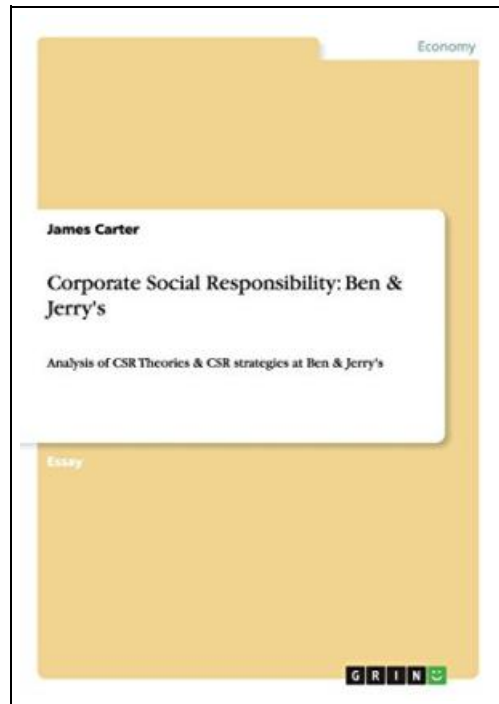 Economy
James Carter
Corporate Social Responsibility: Ben &
Jerry's
Analysis of CSR Theories & CSR strategies at Ben & Jerry's
Essay
GRIN